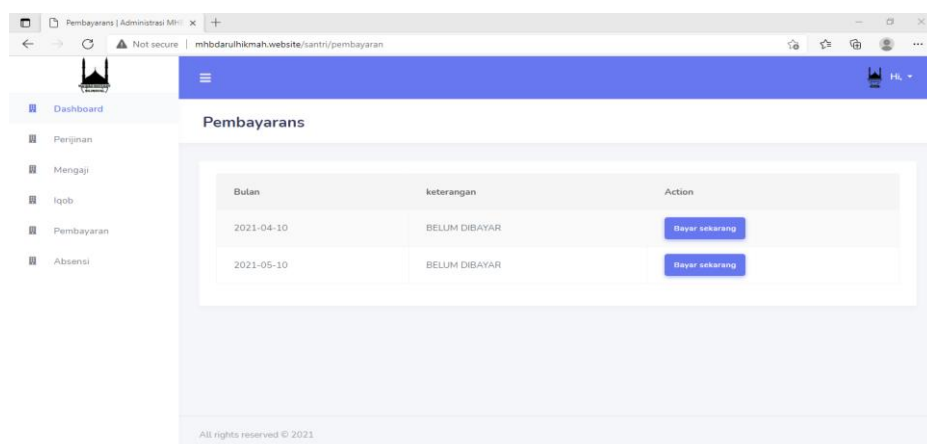 Pembayarans | Administrasi MH
Not secure | mhbdarulhikmah.website/santri/pembayaran
Hi,
Dashboard
Pembayarans
Perijinan
Mengaji
Iqob
Pembayaran
Absensi
Bulan keterangan Action
2021-04-10 BELUM DIBAYAR Bayar sekarang
2021-05-10 BELUM DIBAYAR Bayar sekarang
All rights reserved © 2021